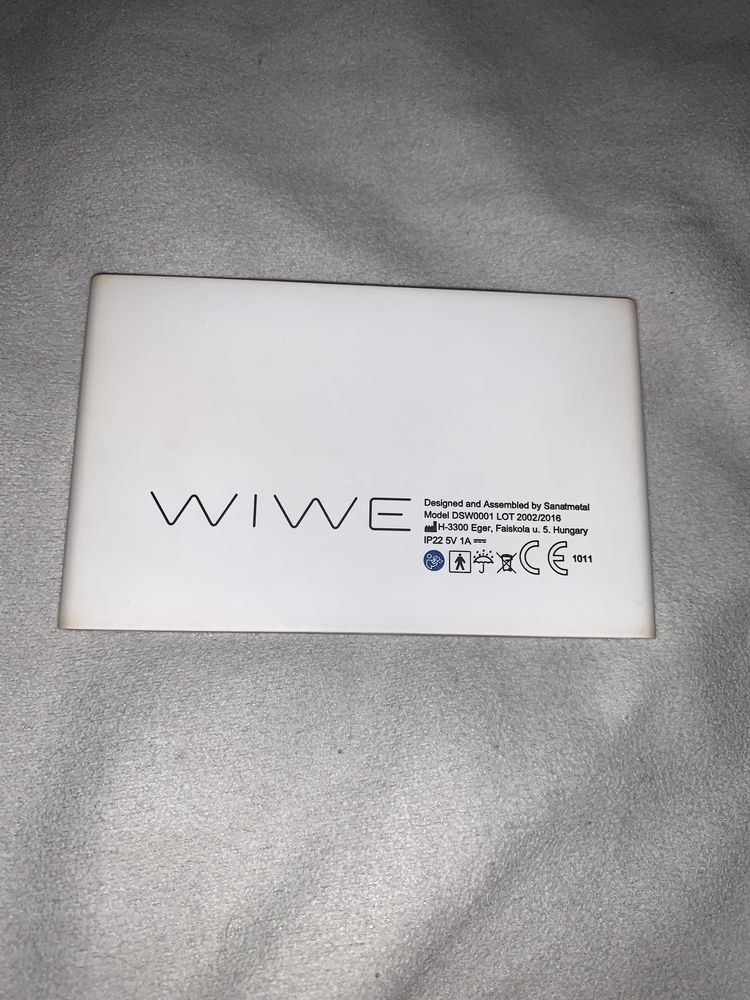 WIWE
Designed and Assembled by Sanatmetal
Model DSW0001 LOT 2002/2016
H-3300 Eger, Faiskola u. 5. Hungary
IP22 5V 1A
CE 1011